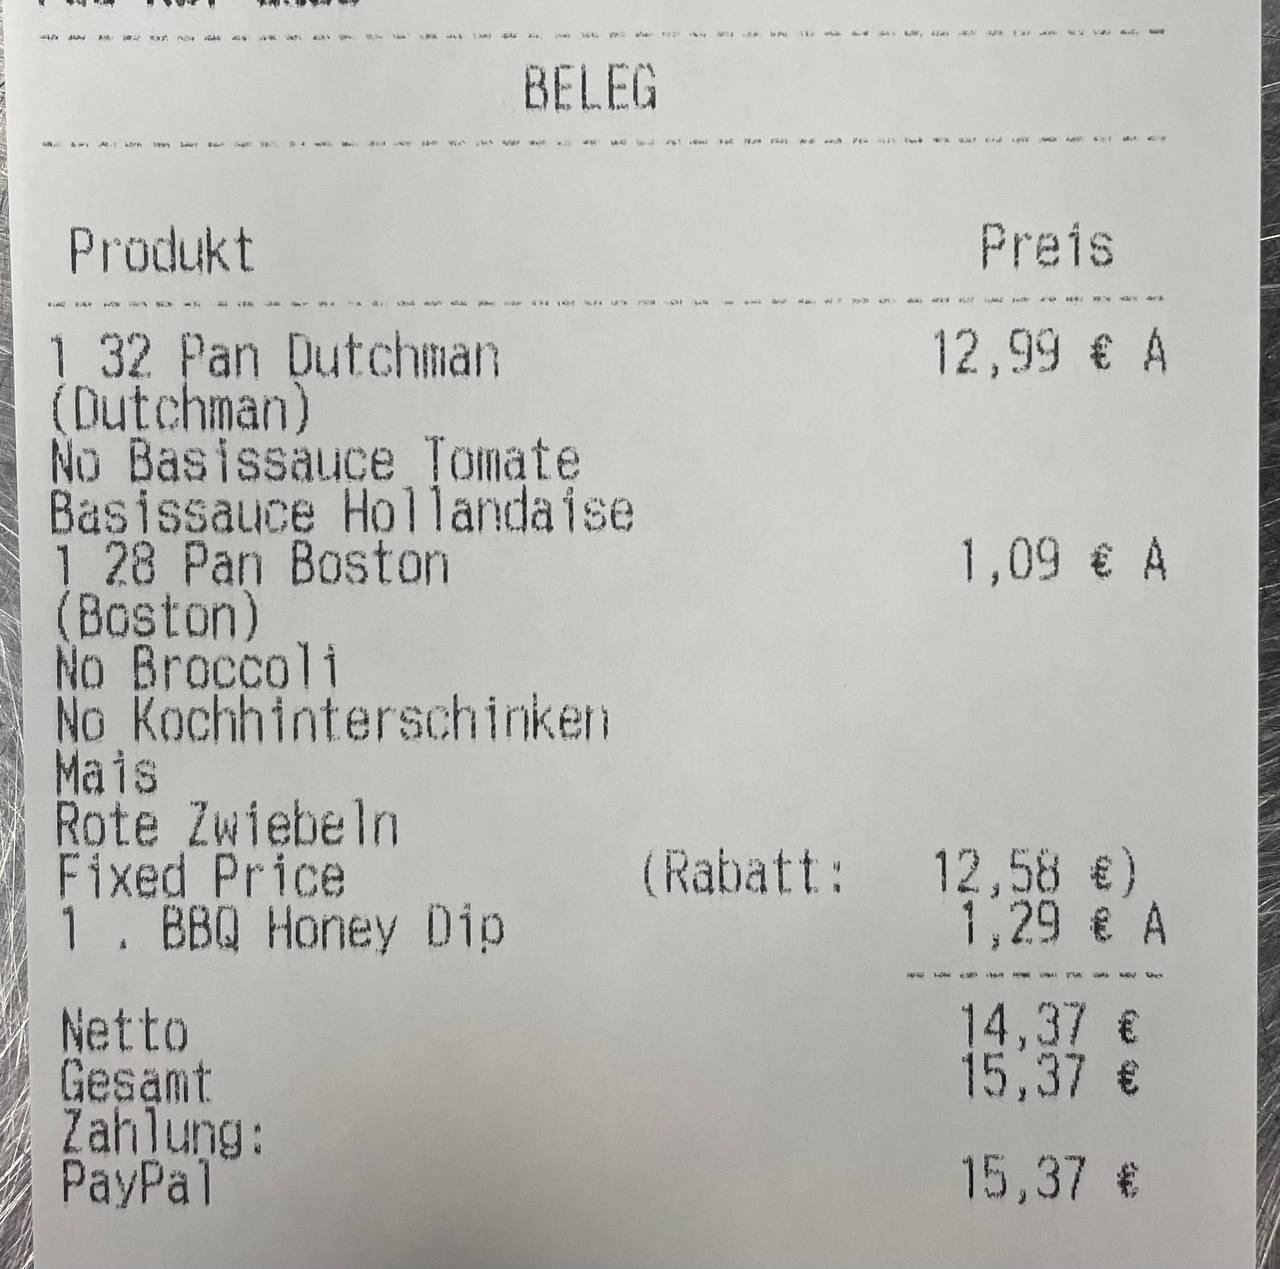 BELEG
Produkt Preis
1 32 Pan Dutchman 12,99 € A
(Dutchman)
No Basissauce Tomate
Basissauce Hollandaise
1 28 Pan Boston 1,09 € A
(Boston)
No Broccoli
No Kochhinterschinken
Mais
Rote Zwiebeln
Fixed Price (Rabatt: 12,58 €)
1 . BBQ Honey Dip 1,29 € A
Netto 14,37 €
Gesamt 15,37 €
Zahlung:
PayPal 15,37 €